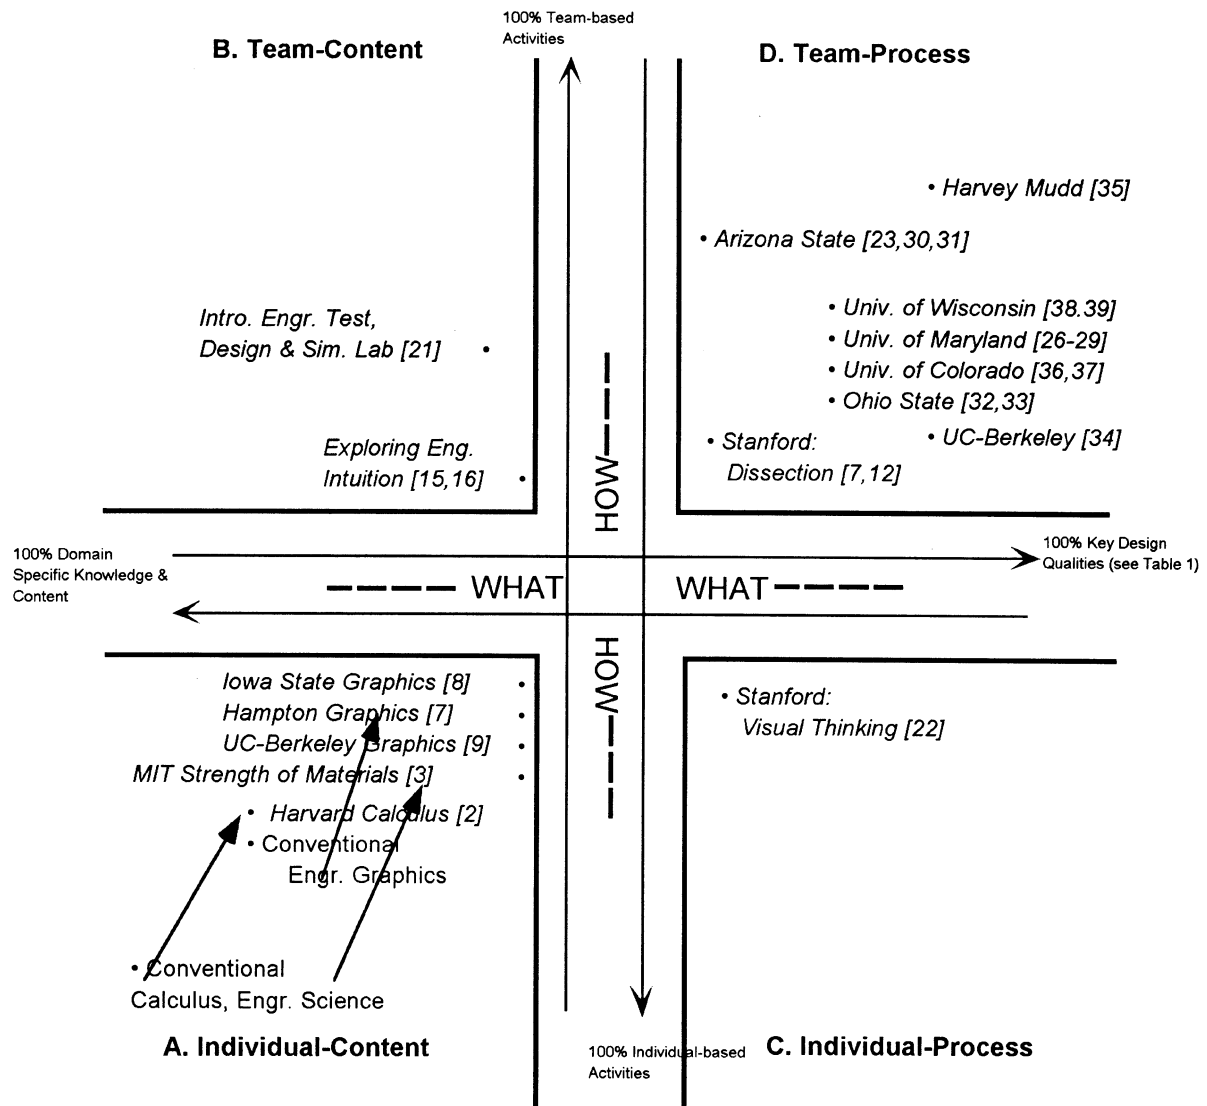 100% Team-based
Activities
B. Team-Content
D. Team-Process
• Harvey Mudd [35]
• Arizona State [23,30,31]
Intro. Engr. Test,
Design & Sim. Lab [21] •
• Univ. of Wisconsin [38.39]
• Univ. of Maryland [26-29]
• Univ. of Colorado [36,37]
• Ohio State [32,33]
Exploring Eng.
Intuition [15,16] •
• Stanford:
Dissection [7,12]
• UC-Berkeley [34]
HOW
100% Domain
Specific Knowledge &
Content
100% Key Design
Qualities (see Table 1)
WHAT
WHAT
HOW
Iowa State Graphics [8] •
Hampton Graphics [7] •
UC-Berkeley Graphics [9] •
MIT Strength of Materials [3] •
• Harvard Calculus [2]
• Conventional
Engr. Graphics
• Stanford:
Visual Thinking [22]
• Conventional
Calculus, Engr. Science
A. Individual-Content
100% Individual-based
Activities
C. Individual-Process